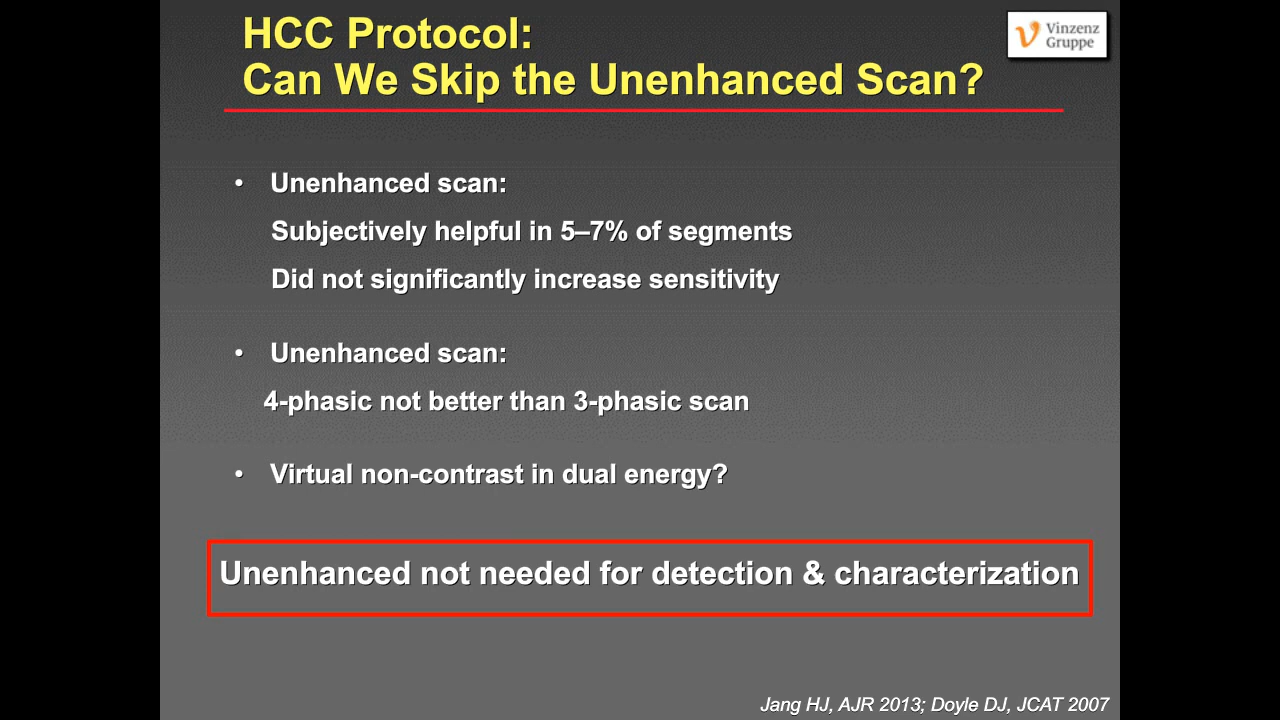 HCC Protocol:
Can We Skip the Unenhanced Scan?
Vinzenz
Gruppe
• Unenhanced scan:
Subjectively helpful in 5–7% of segments
Did not significantly increase sensitivity
• Unenhanced scan:
4-phasic not better than 3-phasic scan
• Virtual non-contrast in dual energy?
Unenhanced not needed for detection & characterization
Jang HJ, AJR 2013; Doyle DJ, JCAT 2007